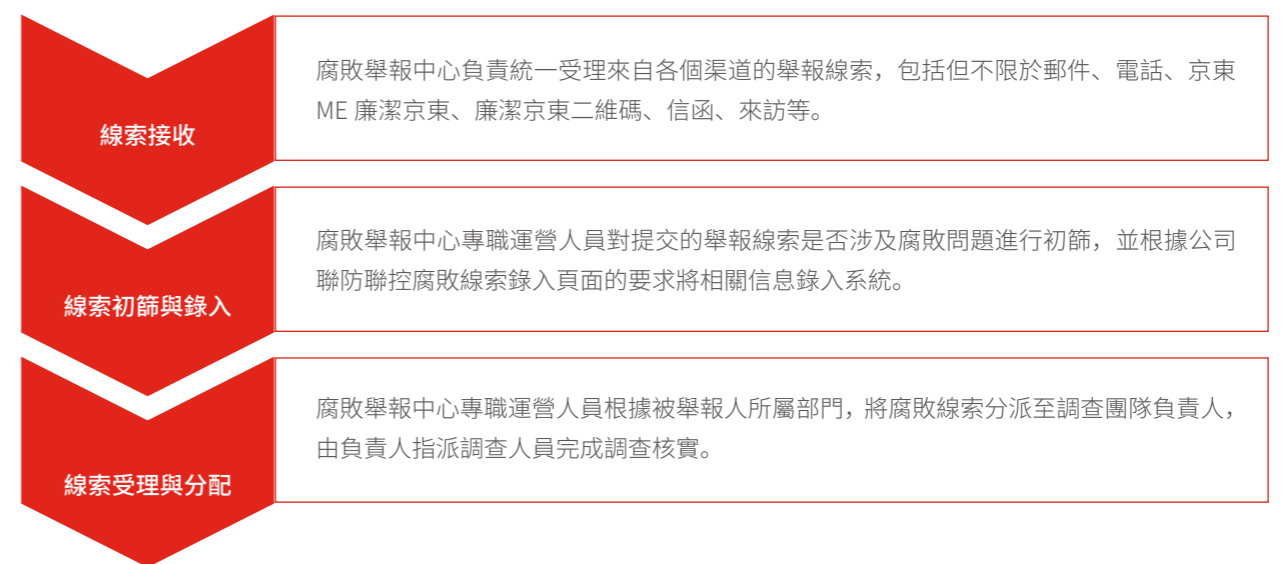 線索接收
腐敗舉報中心負責統一受理來自各個渠道的舉報線索，包括但不限於郵件、電話、京東
ME 廉潔京東、廉潔京東二維碼、信函、來訪等。
線索初篩與錄入
腐敗舉報中心專職運營人員對提交的舉報線索是否涉及腐敗問題進行初篩，並根據公司
聯防聯控腐敗線索錄入頁面的要求將相關信息錄入系統。
線索受理與分配
腐敗舉報中心專職運營人員根據被舉報人所屬部門，將腐敗線索分派至調查團隊負責人，
由負責人指派調查人員完成調查核實。